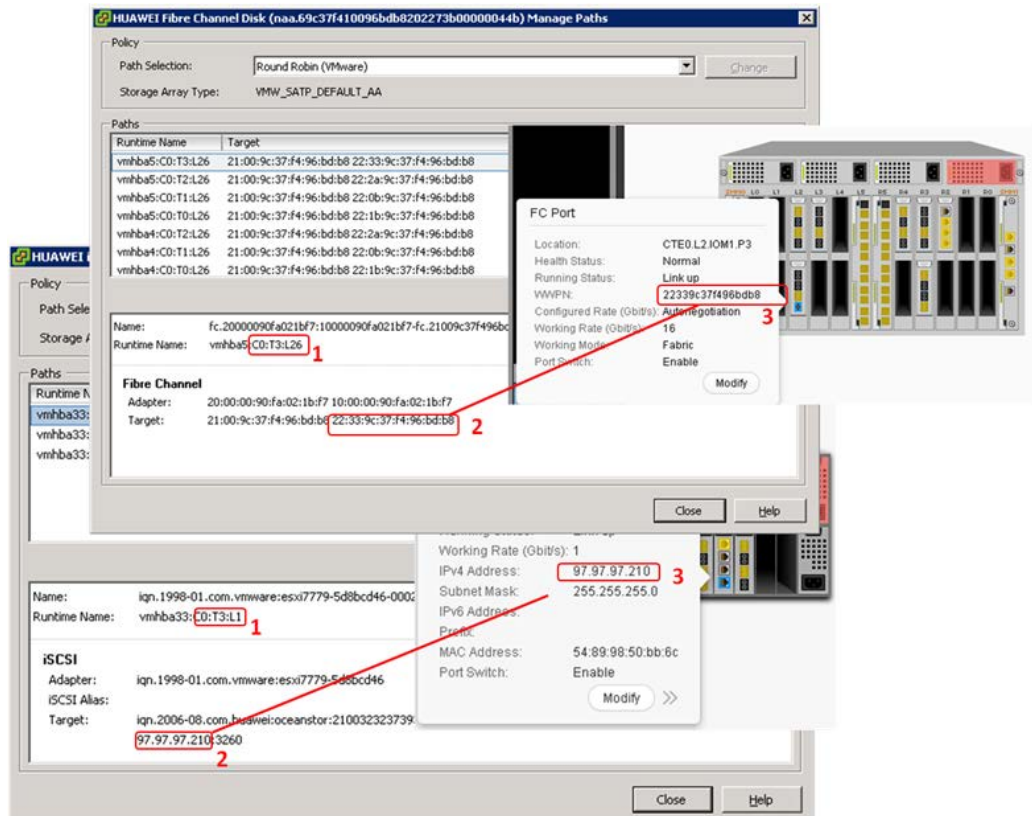 HUAWEI Fibre Channel Disk (naa.69c37f410096bdb8202273b00000044b) Manage Paths
Policy
Path Selection: Round Robin (VMware) Change
Storage Array Type: VMW_SATP_DEFAULT_AA
Paths
Runtime Name Target
vmhba5:C0:T3:L26 21:00:9c:37:f4:96:bd:b8 22:33:9c:37:f4:96:bd:b8
vmhba5:C0:T2:L26 21:00:9c:37:f4:96:bd:b8 22:2a:9c:37:f4:96:bd:b8
vmhba5:C0:T1:L26 21:00:9c:37:f4:96:bd:b8 22:0b:9c:37:f4:96:bd:b8
vmhba5:C0:T0:L26 21:00:9c:37:f4:96:bd:b8 22:1b:9c:37:f4:96:bd:b8
vmhba4:C0:T2:L26 21:00:9c:37:f4:96:bd:b8 22:2a:9c:37:f4:96:bd:b8
vmhba4:C0:T1:L26 21:00:9c:37:f4:96:bd:b8 22:0b:9c:37:f4:96:bd:b8
vmhba4:C0:T0:L26 21:00:9c:37:f4:96:bd:b8 22:1b:9c:37:f4:96:bd:b8
Name: fc.20000090fa021bf7:10000090fa021bf7-fc.21009c37f496bd
Runtime Name: vmhba5:C0:T3:L26
1
Fibre Channel
Adapter: 20:00:00:90:fa:02:1b:f7 10:00:00:90:fa:02:1b:f7
Target: 21:00:9c:37:f4:96:bd:b8 22:33:9c:37:f4:96:bd:b8
2
Close Help
FC Port
Location: CTE0.L2.IOM1.P3
Health Status: Normal
Running Status: Link up
WWPN: 22339c37f496bdb8
3
Configured Rate (Gbit/s): Autonegotiation
Working Rate (Gbit/s): 16
Working Mode: Fabric
Port Switch: Enable
Modify
L0 L1 L2 L3 L4 L5 R5 R4 R3 R2 R1 R0
HUAWEI
Policy
Path Sele
Storage
Paths
Runtime N
vmhba33:
vmhba33:
vmhba33:
Name: iqn.1998-01.com.vmware:esxi7779-5d8bcd46-0002
Runtime Name: vmhba33:C0:T3:L1
1
iSCSI
Adapter: iqn.1998-01.com.vmware:esxi7779-5d8bcd46
iSCSI Alias:
Target: iqn.2006-08.com.huawei:oceanstor:210032323739
97.97.97.210:3260
2
Close Help
Working Rate (Gbit/s): 1
IPv4 Address: 97.97.97.210
3
Subnet Mask: 255.255.255.0
IPv6 Address:
Prefix:
MAC Address: 54:89:98:50:bb:6c
Port Switch: Enable
Modify